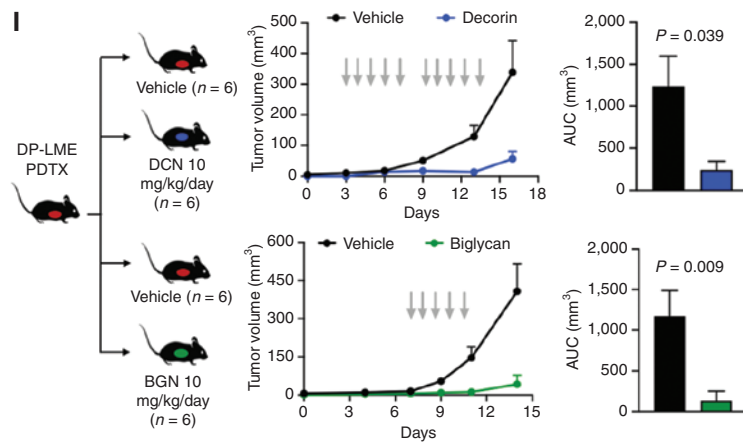 I
DP-LME
PDTX
Vehicle (n = 6)
DCN 10
mg/kg/day
(n = 6)
Vehicle (n = 6)
BGN 10
mg/kg/day
(n = 6)
Vehicle Decorin
Tumor volume (mm3)
500
400
300
200
100
0
0 3 6 9 12 15 18
Days
P = 0.039
AUC (mm3)
2,000
1,500
1,000
500
0
Vehicle Biglycan
Tumor volume (mm3)
600
450
300
150
0
0 3 6 9 12 15
Days
P = 0.009
AUC (mm3)
2,000
1,500
1,000
500
0